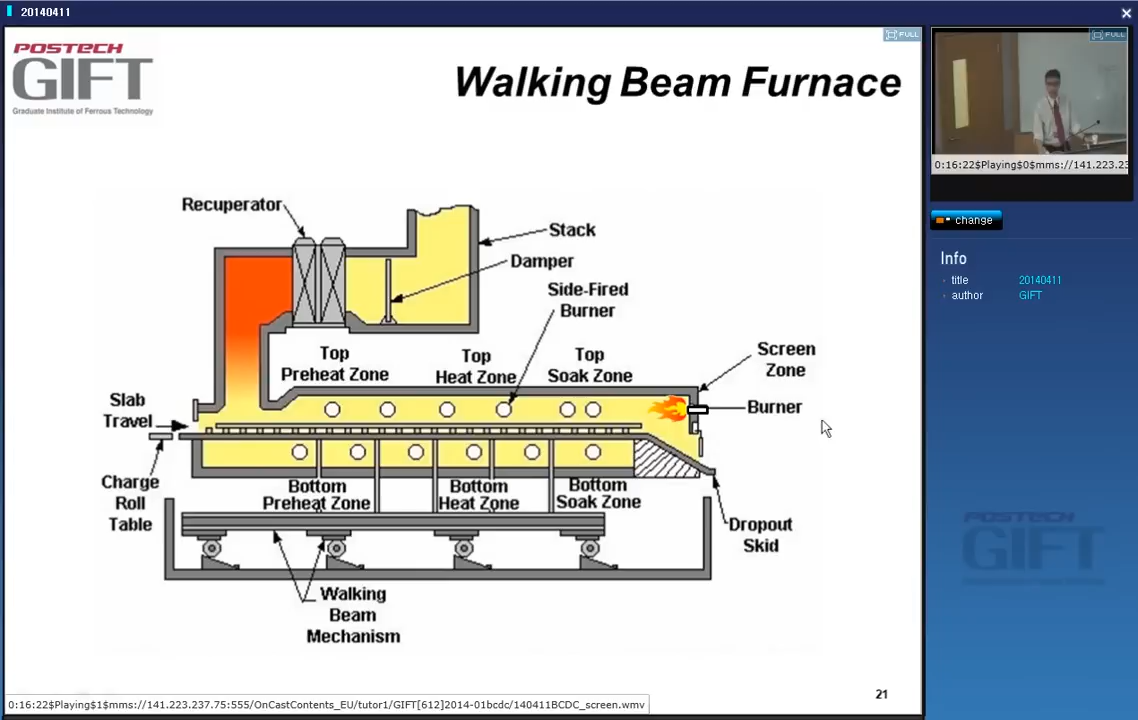 20140411
FULL
FULL
POSTECH
GIFT
Graduate Institute of Ferrous Technology
Walking Beam Furnace
0:16:22$Playing$0$mms://141.223.23
change
Info
title 20140411
author GIFT
Recuperator
Stack
Damper
Side-Fired
Burner
Top
Preheat Zone
Top
Heat Zone
Top
Soak Zone
Screen
Zone
Slab
Travel
Burner
Charge
Roll
Table
Bottom
Preheat Zone
Bottom
Heat Zone
Bottom
Soak Zone
Dropout
Skid
Walking
Beam
Mechanism
POSTECH
GIFT
21
0:16:22$Playing$1$mms://141.223.237.75:555/OnCastContents_EU/tutor1/GIFT[612]2014-01bcdc/140411BCDC_screen.wmv